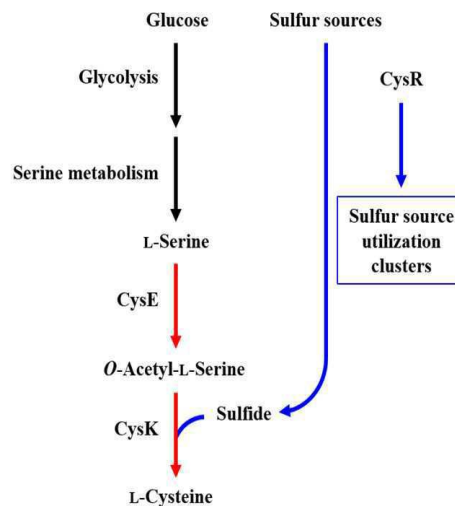 Glucose
Sulfur sources
Glycolysis
CysR
Serine metabolism
Sulfur source
utilization
clusters
L-Serine
CysE
O-Acetyl-L-Serine
CysK
Sulfide
L-Cysteine